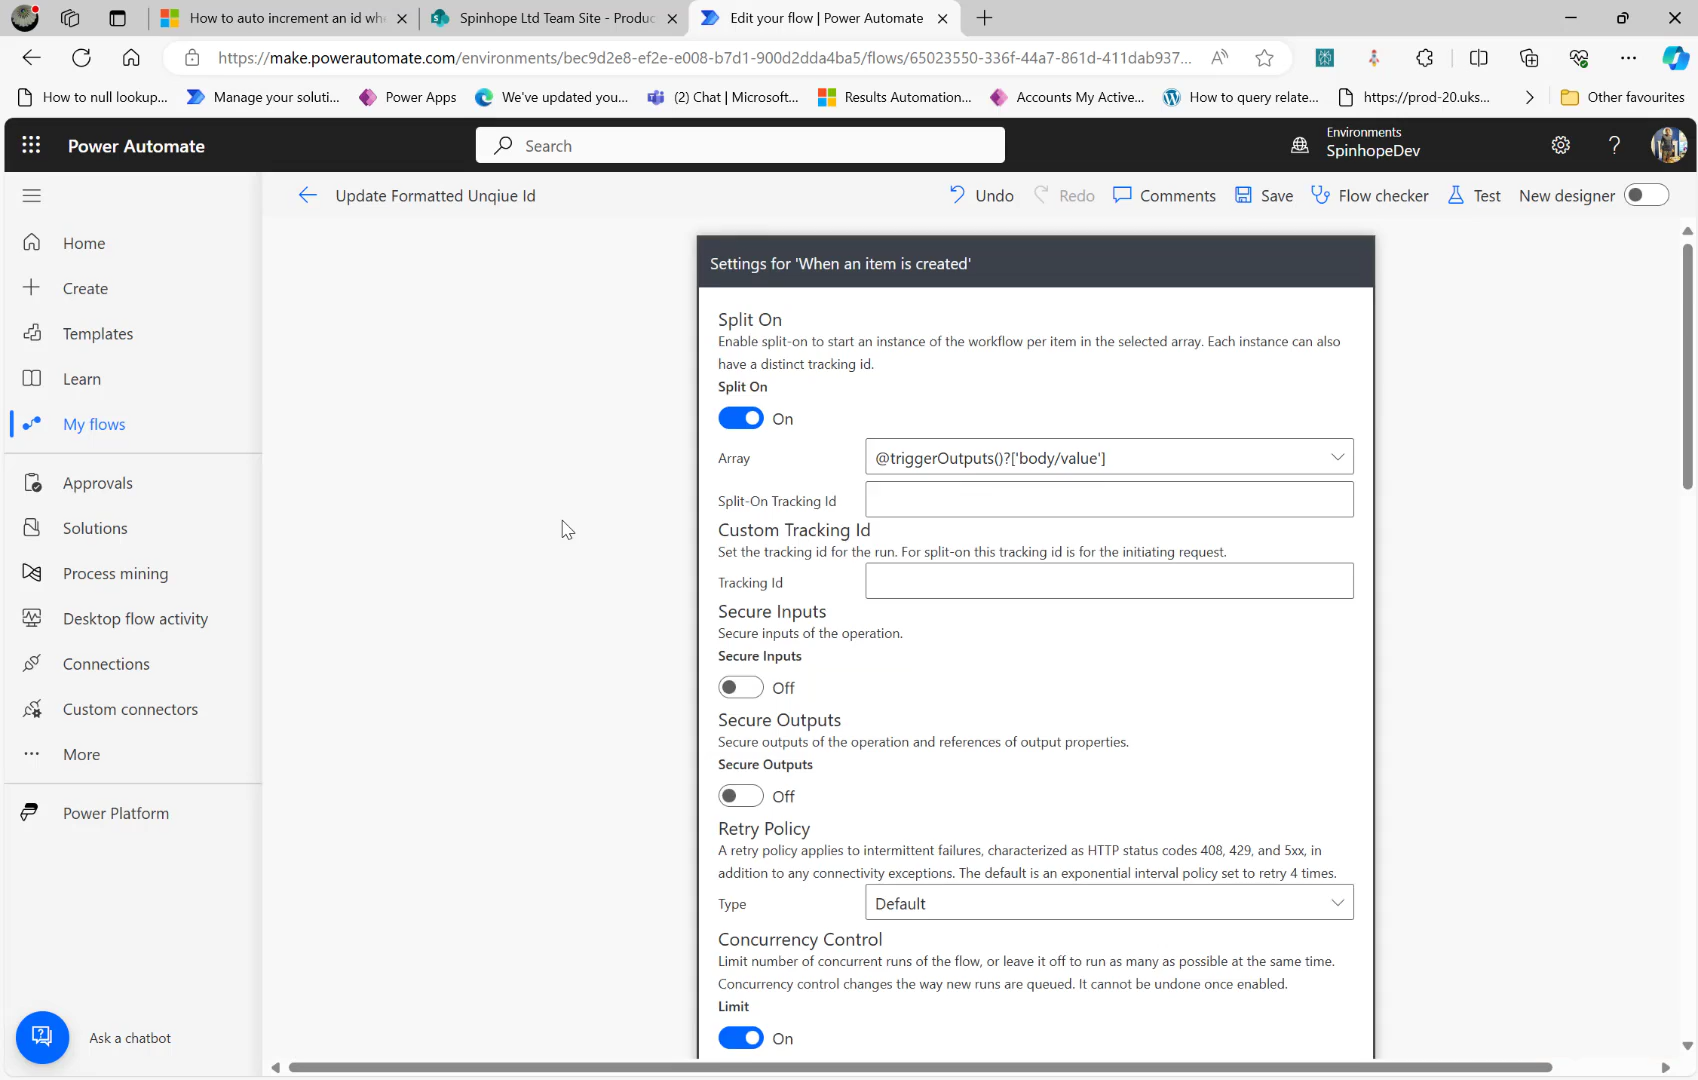 How to auto increment an id whe
Spinhope Ltd Team Site - Produc
Edit your flow | Power Automate
https://make.powerautomate.com/environments/bec9d2e8-ef2e-e008-b7d1-900d2dda4ba5/flows/65023550-336f-44a7-861d-411dab937...
How to null lookup...
Manage your soluti...
Power Apps
We've updated you...
(2) Chat | Microsoft...
Results Automation...
Accounts My Active...
How to query relate...
https://prod-20.uks...
Other favourites
Power Automate
Search
Environments
SpinhopeDev
?
Update Formatted Unqiue Id
Undo
Redo
Comments
Save
Flow checker
Test
New designer
Home
Create
Templates
Learn
My flows
Approvals
Solutions
Process mining
Desktop flow activity
Connections
Custom connectors
More
Power Platform
Ask a chatbot
Settings for 'When an item is created'
Split On
Enable split-on to start an instance of the workflow per item in the selected array. Each instance can also
have a distinct tracking id.
Split On
On
Array
@triggerOutputs()?['body/value']
Split-On Tracking Id
Custom Tracking Id
Set the tracking id for the run. For split-on this tracking id is for the initiating request.
Tracking Id
Secure Inputs
Secure inputs of the operation.
Secure Inputs
Off
Secure Outputs
Secure outputs of the operation and references of output properties.
Secure Outputs
Off
Retry Policy
A retry policy applies to intermittent failures, characterized as HTTP status codes 408, 429, and 5xx, in
addition to any connectivity exceptions. The default is an exponential interval policy set to retry 4 times.
Type
Default
Concurrency Control
Limit number of concurrent runs of the flow, or leave it off to run as many as possible at the same time.
Concurrency control changes the way new runs are queued. It cannot be undone once enabled.
Limit
On